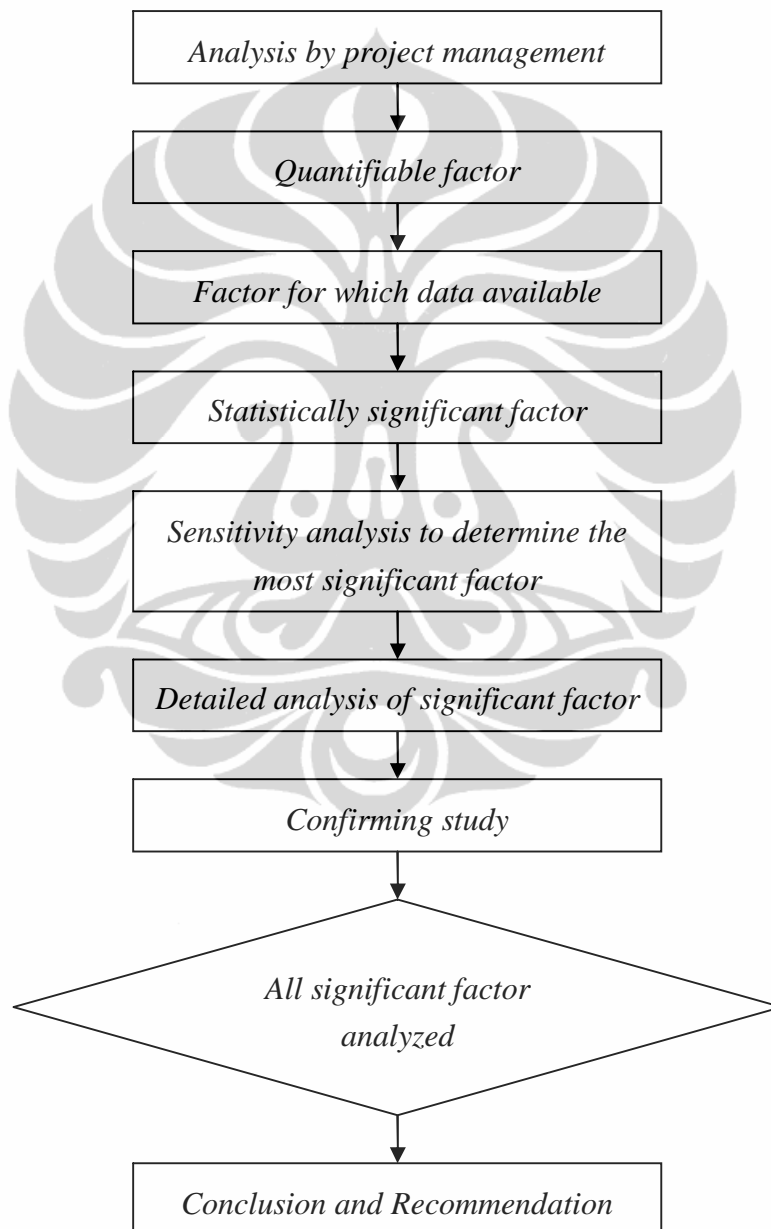 Analysis by project management
Quantifiable factor
Factor for which data available
Statistically significant factor
Sensitivity analysis to determine the
most significant factor
Detailed analysis of significant factor
Confirming study
All significant factor
analyzed
Conclusion and Recommendation